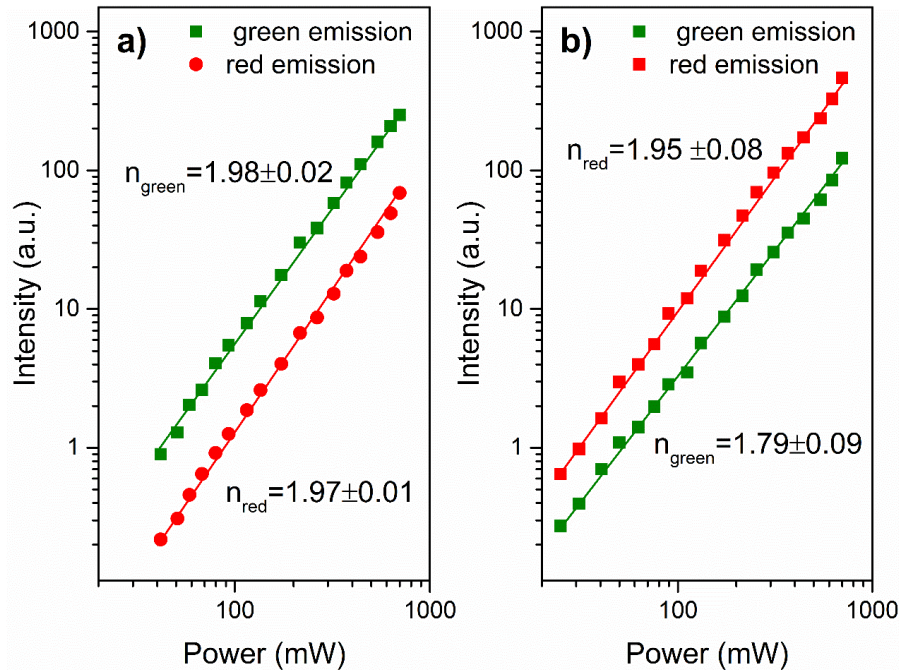 a)
green emission
red emission
n_green=1.98±0.02
n_red=1.97±0.01
1000
100
10
1
Intensity (a.u.)
100
1000
Power (mW)
b)
green emission
red emission
n_red=1.95 ±0.08
n_green=1.79±0.09
1000
100
10
1
Intensity (a.u.)
100
1000
Power (mW)